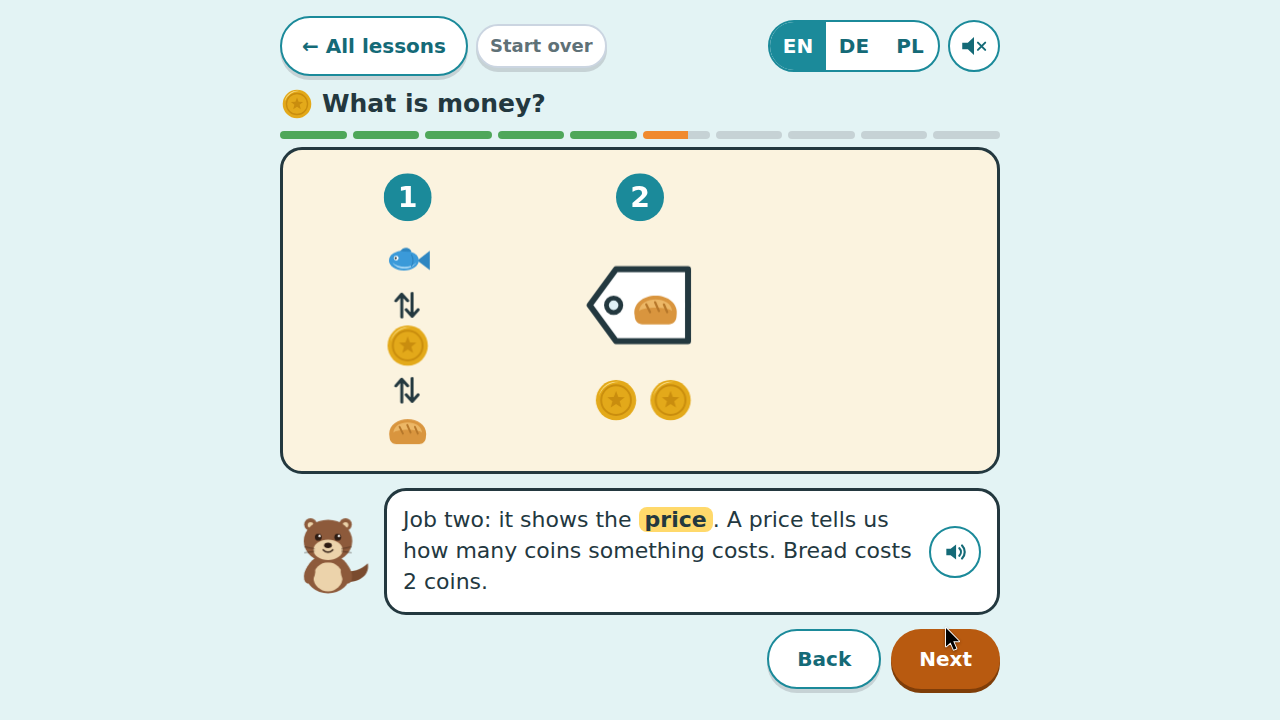 ← All lessons
Start over
EN DE PL
What is money?
1
2
Job two: it shows the price. A price tells us
how many coins something costs. Bread costs
2 coins.
Back
Next